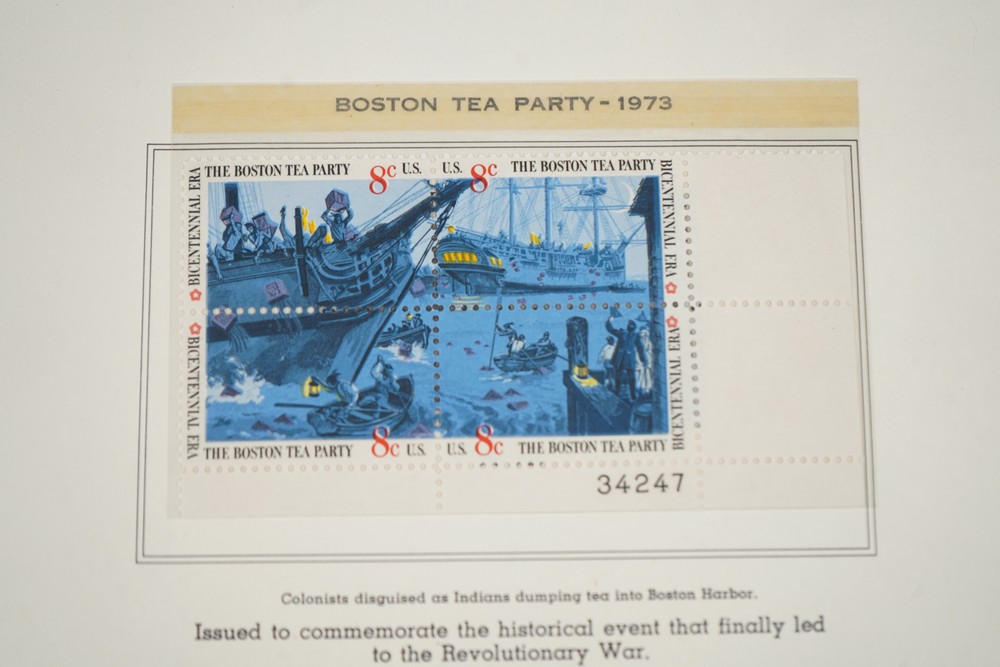 BOSTON TEA PARTY - 1973
THE BOSTON TEA PARTY 8c U.S.
U.S. 8c THE BOSTON TEA PARTY
BICENTENNIAL ERA
BICENTENNIAL ERA
BICENTENNIAL ERA
BICENTENNIAL ERA
THE BOSTON TEA PARTY 8c U.S.
U.S. 8c THE BOSTON TEA PARTY
34247
Colonists disguised as Indians dumping tea into Boston Harbor.
Issued to commemorate the historical event that finally led
to the Revolutionary War.